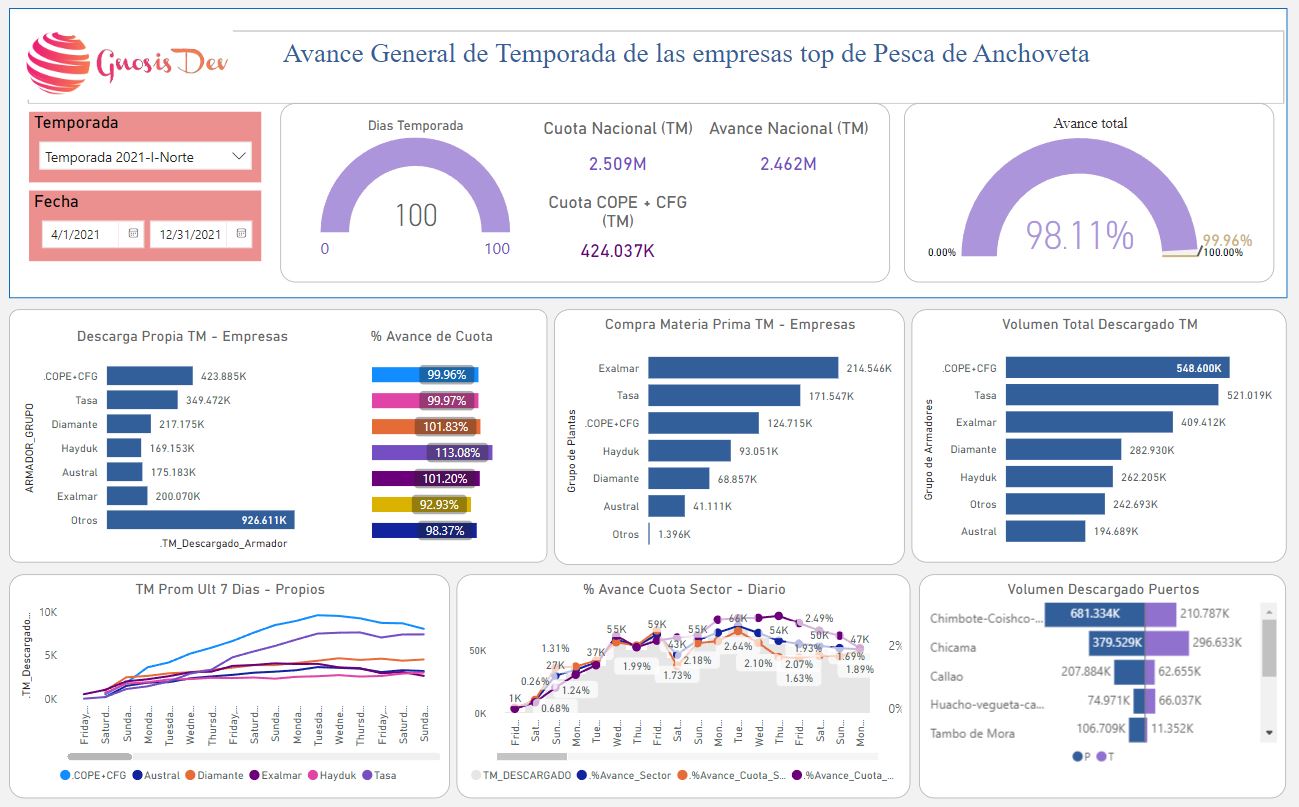 Gnosis Dev
Avance General de Temporada de las empresas top de Pesca de Anchoveta
Temporada
Temporada 2021-I-Norte
Fecha
4/1/2021 12/31/2021
Dias Temporada
100
0 100
Cuota Nacional (TM) Avance Nacional (TM)
2.509M 2.462M
Cuota COPE + CFG
(TM)
424.037K
Avance total
98.11%
0.00%
99.96%
100.00%
Descarga Propia TM - Empresas
ARMADOR_GRUPO
.COPE+CFG 423.885K
Tasa 349.472K
Diamante 217.175K
Hayduk 169.153K
Austral 175.183K
Exalmar 200.070K
Otros 926.611K
.TM_Descargado_Armador
% Avance de Cuota
99.96%
99.97%
101.83%
113.08%
101.20%
92.93%
98.37%
Compra Materia Prima TM - Empresas
Grupo de Plantas
Exalmar 214.546K
Tasa 171.547K
.COPE+CFG 124.715K
Hayduk 93.051K
Diamante 68.857K
Austral 41.111K
Otros 1.396K
Volumen Total Descargado TM
Grupo de Armadores
.COPE+CFG 548.600K
Tasa 521.019K
Exalmar 409.412K
Diamante 282.930K
Hayduk 262.205K
Otros 242.693K
Austral 194.689K
TM Prom Ult 7 Dias - Propios
.TM_Descargado...
10K
5K
0K
Friday,...
Saturd...
Sunda...
Monda...
Tuesda...
Wedne...
Thursd...
Friday,...
Saturd...
Sunda...
Monda...
Tuesda...
Wedne...
Thursd...
Friday,...
Saturd...
Sunda...
.COPE+CFG Austral Diamante Exalmar Hayduk Tasa
% Avance Cuota Sector - Diario
50K
0K
2%
0%
1K
0.26%
1.31%
27K
0.68%
1.24%
37K
55K
1.99%
59K
43K
1.73%
2.18%
55K
66K
2.64%
2.10%
54K
2.07%
1.63%
2.49%
50K
1.93%
1.69%
47K
1.89%
Frid...
Sat...
Sun...
Mon...
Tue...
Wed...
Thu...
Frid...
Sat...
Sun...
Mon...
Tue...
Wed...
Thu...
Frid...
Sat...
Sun...
Mon...
TM_DESCARGADO .%Avance_Sector .%Avance_Cuota_S... .%Avance_Cuota_...
Volumen Descargado Puertos
Chimbote-Coishco-... 681.334K 210.787K
Chicama 379.529K 296.633K
Callao 207.884K 62.655K
Huacho-vegueta-ca... 74.971K 66.037K
Tambo de Mora 106.709K 11.352K
P T